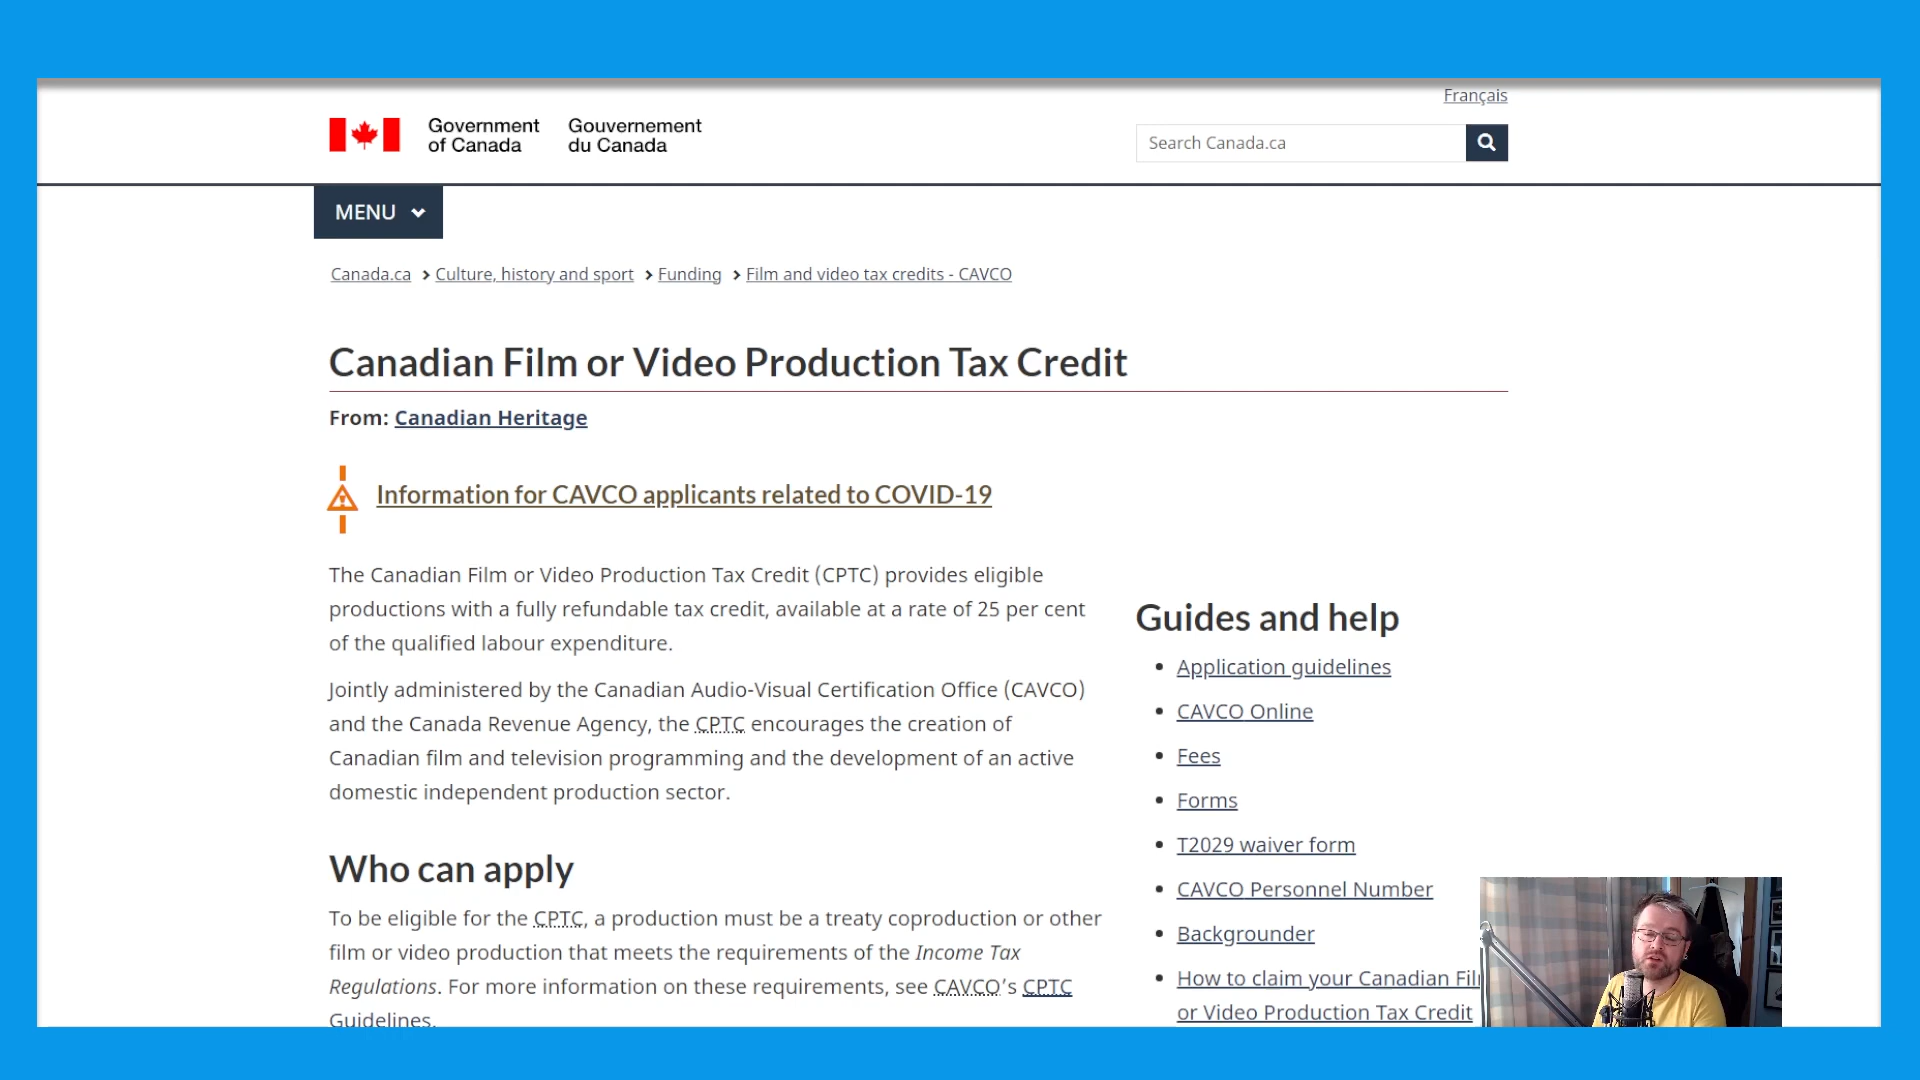 Français
Government
of Canada
Gouvernement
du Canada
Search Canada.ca
MENU
Canada.ca > Culture, history and sport > Funding > Film and video tax credits - CAVCO
Canadian Film or Video Production Tax Credit
From: Canadian Heritage
Information for CAVCO applicants related to COVID-19
The Canadian Film or Video Production Tax Credit (CPTC) provides eligible
productions with a fully refundable tax credit, available at a rate of 25 per cent
of the qualified labour expenditure.
Jointly administered by the Canadian Audio-Visual Certification Office (CAVCO)
and the Canada Revenue Agency, the CPTC encourages the creation of
Canadian film and television programming and the development of an active
domestic independent production sector.
Who can apply
To be eligible for the CPTC, a production must be a treaty coproduction or other
film or video production that meets the requirements of the Income Tax
Regulations. For more information on these requirements, see CAVCO's CPTC
Guidelines.
Guides and help
• Application guidelines
• CAVCO Online
• Fees
• Forms
• T2029 waiver form
• CAVCO Personnel Number
• Backgrounder
• How to claim your Canadian Fil
or Video Production Tax Credit